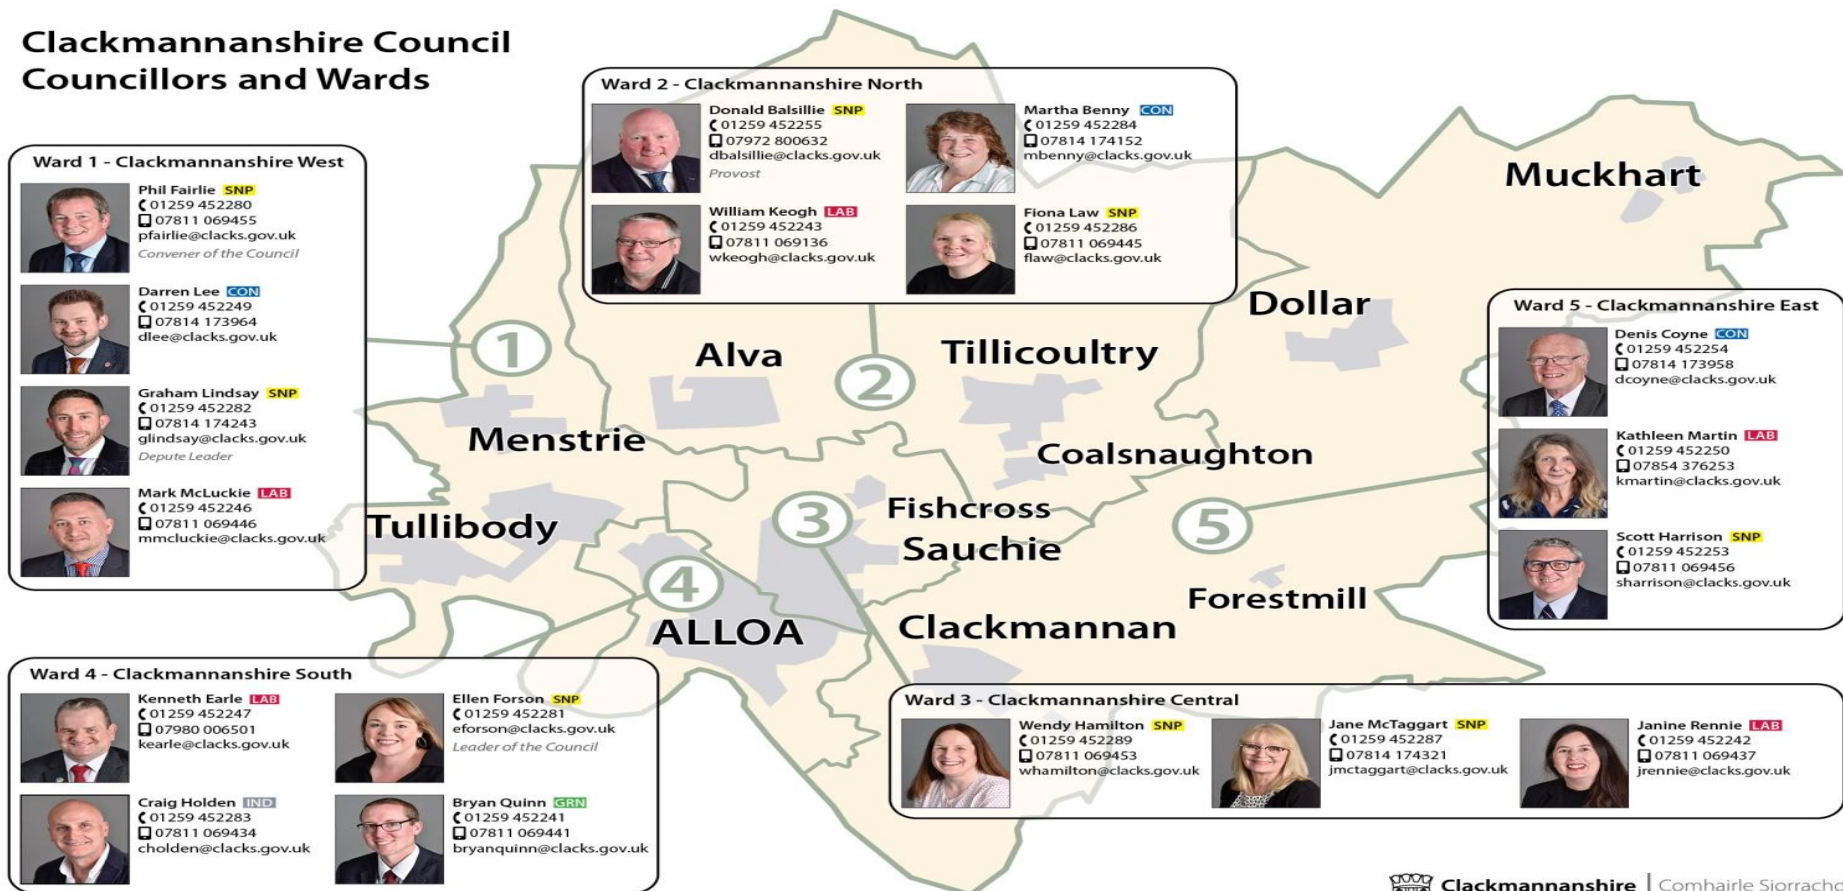 Clackmannanshire Council
Councillors and Wards
Ward 1 - Clackmannanshire West
Phil Fairlie SNP
01259 452280
07811 069455
pfairlie@clacks.gov.uk
Convener of the Council
Darren Lee CON
01259 452249
07814 173964
dlee@clacks.gov.uk
Graham Lindsay SNP
01259 452282
07814 174243
glindsay@clacks.gov.uk
Depute Leader
Mark McLuckie LAB
01259 452246
07811 069446
mmcluckie@clacks.gov.uk
Ward 2 - Clackmannanshire North
Donald Balsillie SNP
01259 452255
07972 800632
dbalsillie@clacks.gov.uk
Provost
Martha Benny CON
01259 452284
07814 174152
mbenny@clacks.gov.uk
William Keogh LAB
01259 452243
07811 069136
wkeogh@clacks.gov.uk
Fiona Law SNP
01259 452286
07811 069445
flaw@clacks.gov.uk
Muckhart
Dollar
1
Alva
2
Tillicoultry
Menstrie
Coalsnaughton
Tullibody
3
Fishcross
Sauchie
5
4
Forestmill
ALLOA
Clackmannan
Ward 5 - Clackmannanshire East
Denis Coyne CON
01259 452254
07814 173958
dcoyne@clacks.gov.uk
Kathleen Martin LAB
01259 452250
07854 376253
kmartin@clacks.gov.uk
Scott Harrison SNP
01259 452253
07811 069456
sharrison@clacks.gov.uk
Ward 4 - Clackmannanshire South
Kenneth Earle LAB
01259 452247
07980 006501
kearle@clacks.gov.uk
Ellen Forson SNP
01259 452281
eforson@clacks.gov.uk
Leader of the Council
Craig Holden IND
01259 452283
07811 069434
cholden@clacks.gov.uk
Bryan Quinn GRN
01259 452241
07811 069441
bryanquinn@clacks.gov.uk
Ward 3 - Clackmannanshire Central
Wendy Hamilton SNP
01259 452289
07811 069453
whamilton@clacks.gov.uk
Jane McTaggart SNP
01259 452287
07814 174321
jmctaggart@clacks.gov.uk
Janine Rennie LAB
01259 452242
07811 069437
jrennie@clacks.gov.uk
Clackmannanshire Comhairle